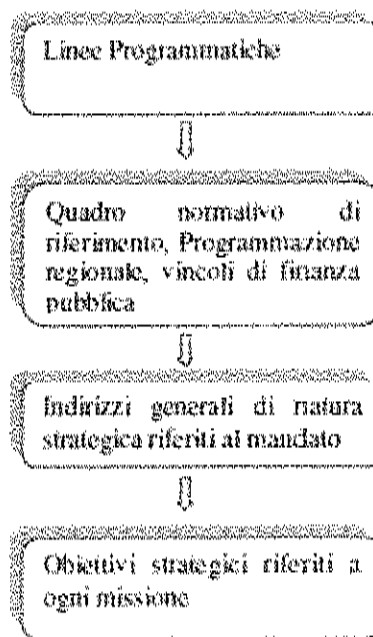 Linee Programmatiche
Quadro normativo di
riferimento, Programmazione
regionale, vincoli di finanza
pubblica
Indirizzi generali di natura
strategica riferiti al mandato
Obiettivi strategici riferiti a
ogni missione